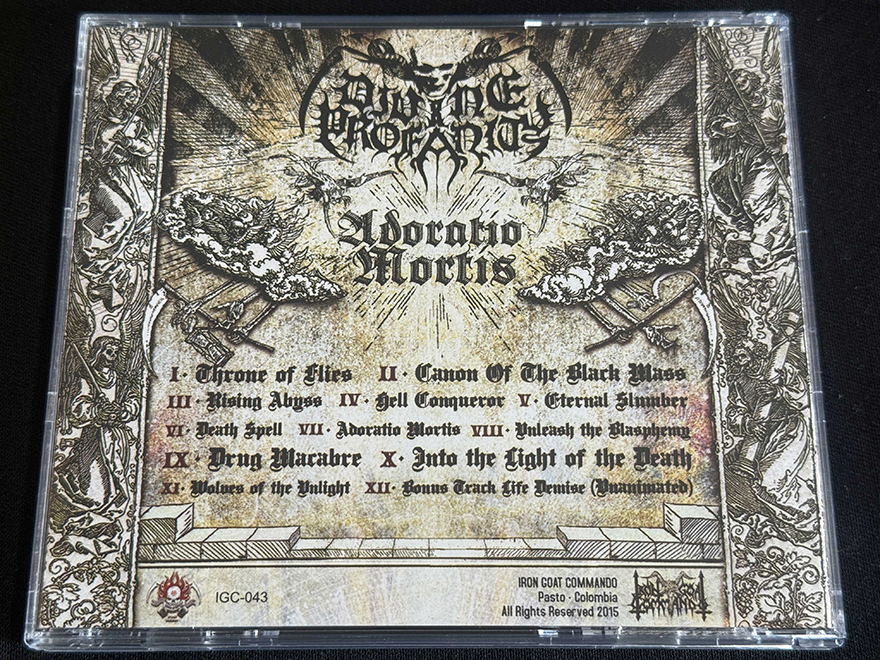 DIVINE
PROFANITY
Adoratio
Mortis
I · Throne of Flies II · Canon Of The Black Mass
III · Rising Abyss IV · Hell Conqueror V · Eternal Slumber
VI · Death Spell VII · Adoratio Mortis VIII · Unleash the Blasphemy
IX · Drug Macabre X · Into the Light of the Death
XI · Wolves of the Unlight XII · Bonus Track Life Demise (Unanimated)
IGC-043
IRON GOAT COMMANDO
Pasto · Colombia
All Rights Reserved 2015
IRON GOAT
COMMANDO